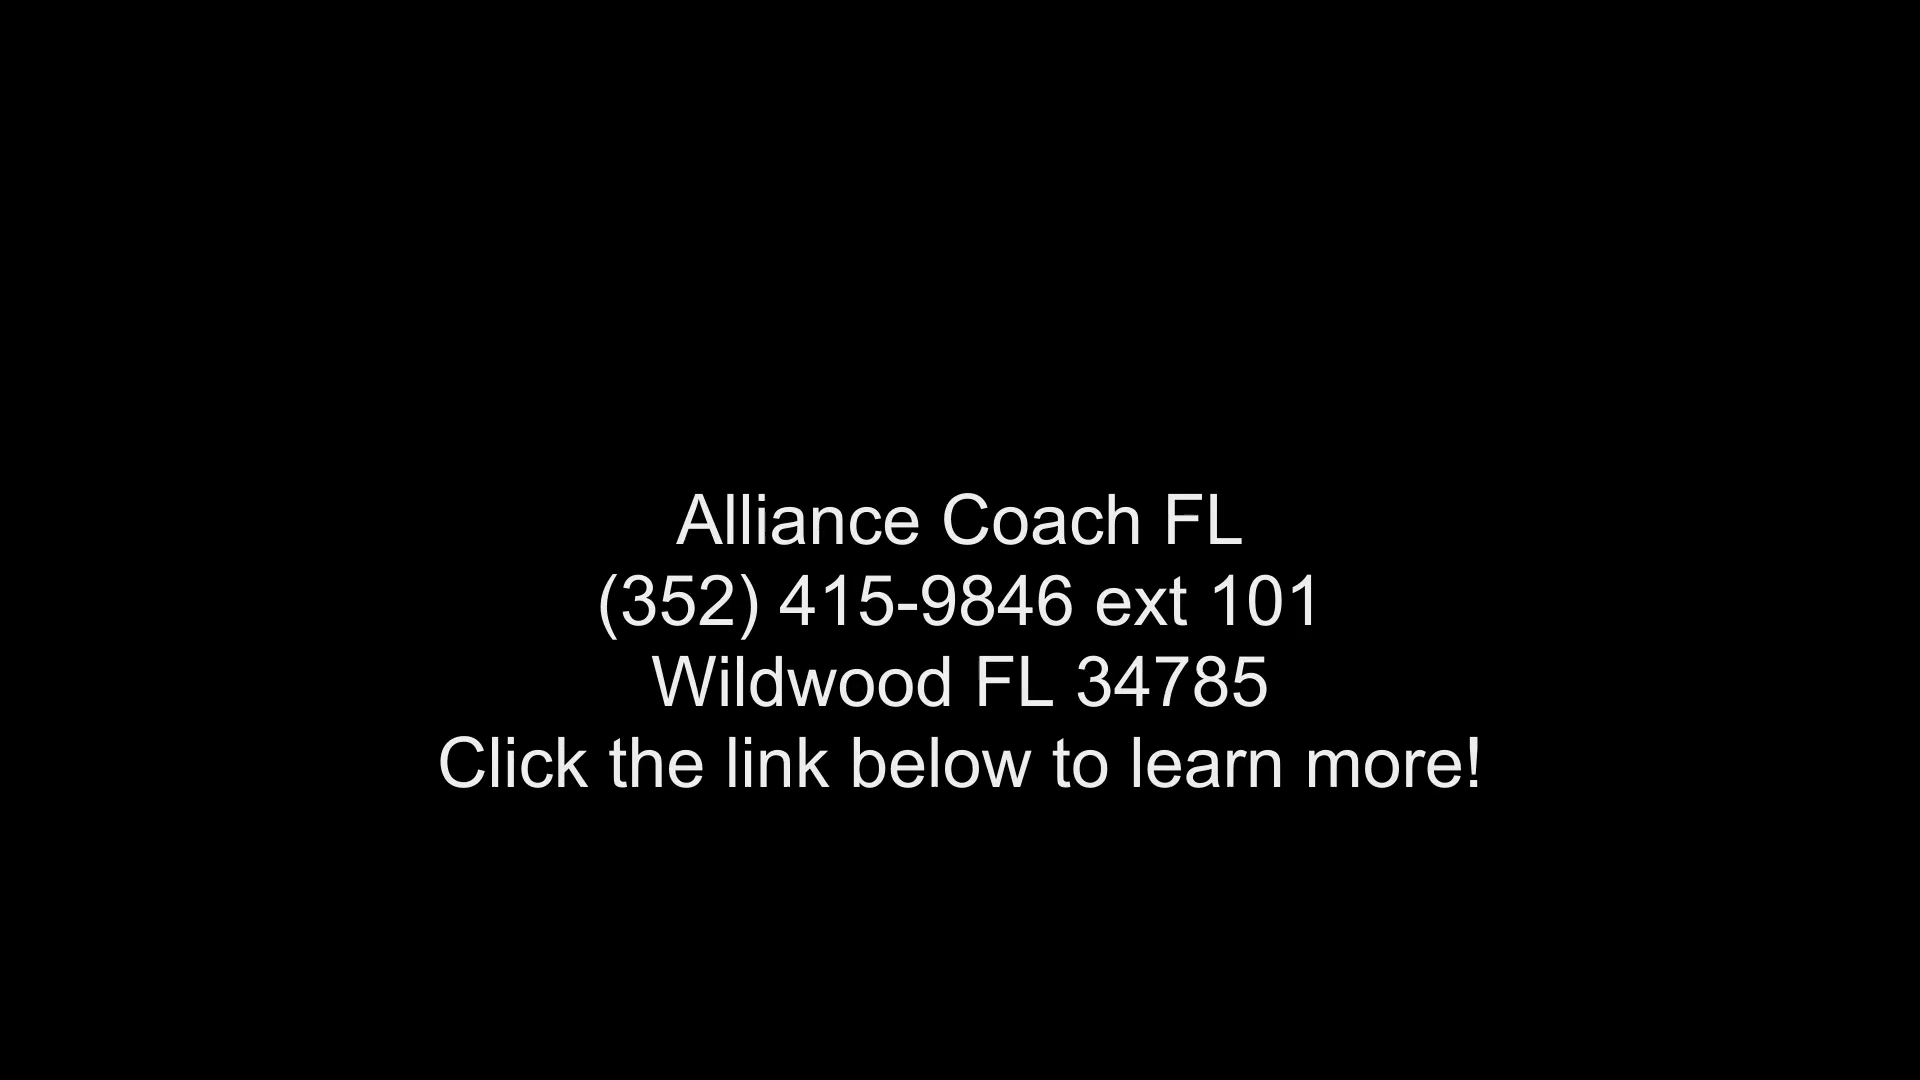 Alliance Coach FL
(352) 415-9846 ext 101
Wildwood FL 34785
Click the link below to learn more!